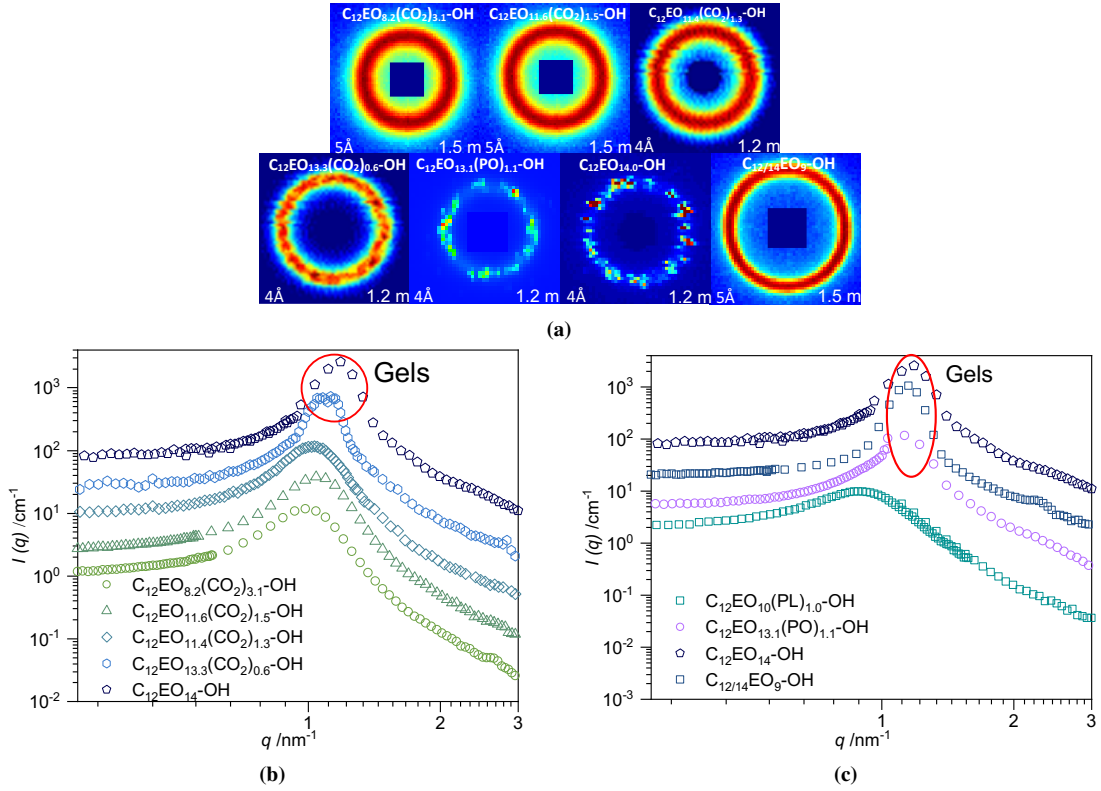 C₁₂EO₈.₂(CO₂)₃.₁-OH
C₁₂EO₁₁.₆(CO₂)₁.₅-OH
C₁₂EO₁₁.₄(CO₂)₁.₃-OH
5Å 1.5 m
5Å 1.5 m
4Å 1.2 m
C₁₂EO₁₃.₃(CO₂)₀.₆-OH
C₁₂EO₁₃.₁(PO)₁.₁-OH
C₁₂EO₁₄.₀-OH
C₁₂/₁₄EO₉-OH
4Å 1.2 m
4Å 1.2 m
4Å 1.2 m
5Å 1.5 m
(a)
Gels
10³
10²
10¹
10⁰
10⁻¹
10⁻²
I (q) /cm⁻¹
C₁₂EO₈.₂(CO₂)₃.₁-OH
C₁₂EO₁₁.₆(CO₂)₁.₅-OH
C₁₂EO₁₁.₄(CO₂)₁.₃-OH
C₁₂EO₁₃.₃(CO₂)₀.₆-OH
C₁₂EO₁₄-OH
1 2 3
q /nm⁻¹
(b)
Gels
10³
10²
10¹
10⁰
10⁻¹
10⁻²
10⁻³
I (q) /cm⁻¹
C₁₂EO₁₀(PL)₁.₀-OH
C₁₂EO₁₃.₁(PO)₁.₁-OH
C₁₂EO₁₄-OH
C₁₂/₁₄EO₉-OH
1 2 3
q /nm⁻¹
(c)